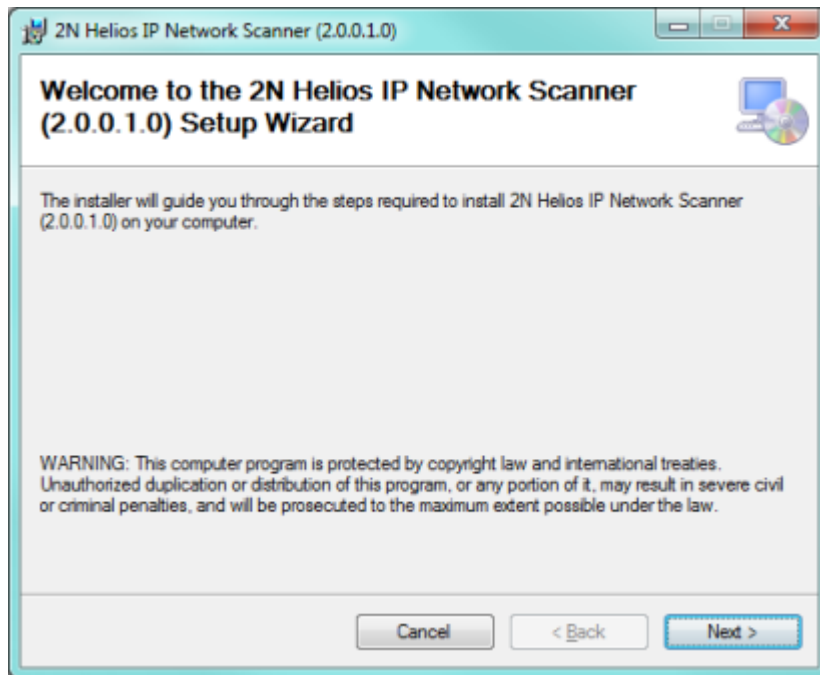 2N Helios IP Network Scanner (2.0.0.1.0)
Welcome to the 2N Helios IP Network Scanner
(2.0.0.1.0) Setup Wizard
The installer will guide you through the steps required to install 2N Helios IP Network Scanner
(2.0.0.1.0) on your computer.
WARNING: This computer program is protected by copyright law and international treaties.
Unauthorized duplication or distribution of this program, or any portion of it, may result in severe civil
or criminal penalties, and will be prosecuted to the maximum extent possible under the law.
Cancel < Back Next >